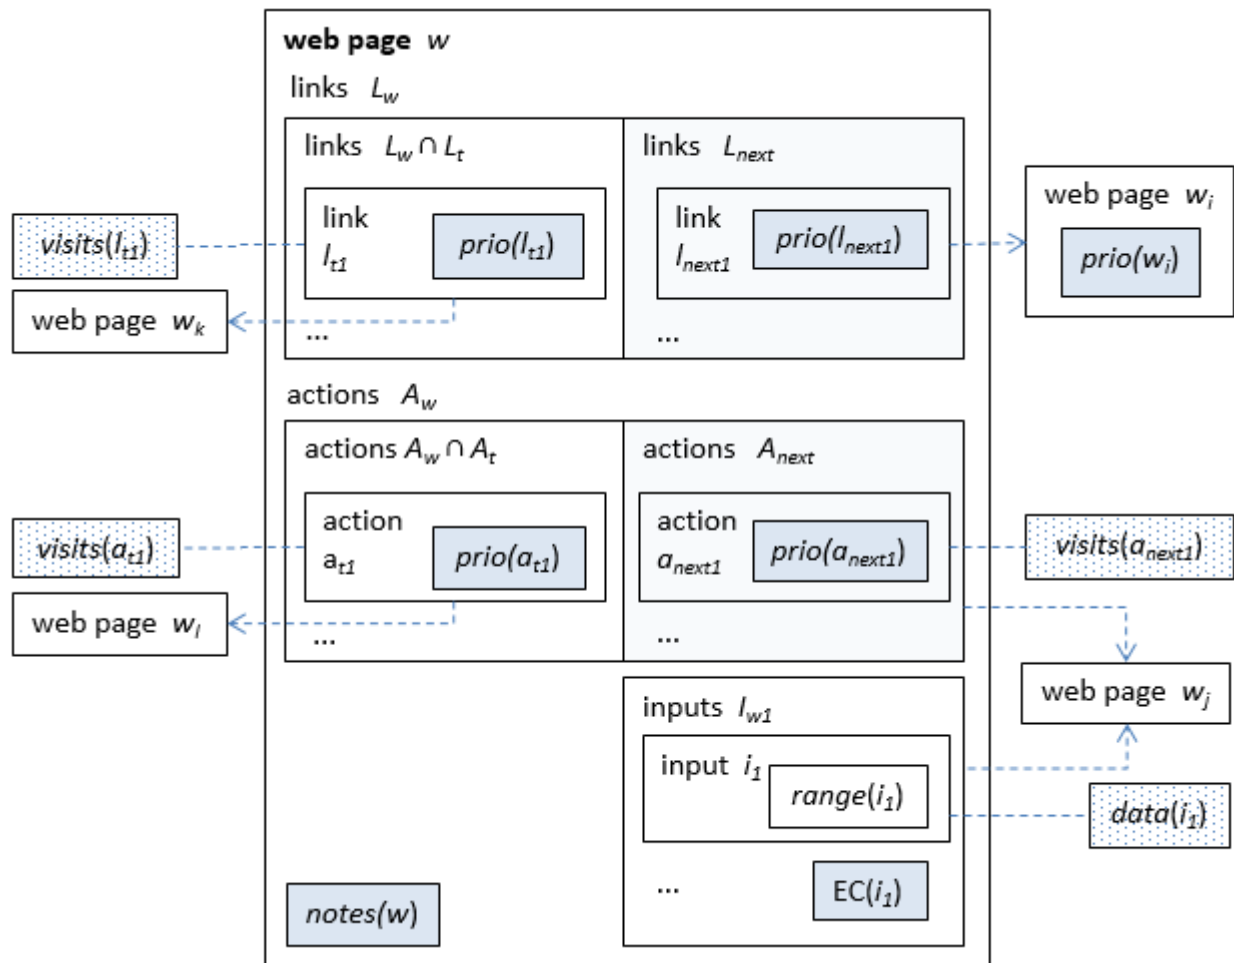 web page w
links L_w
links L_w ∩ L_t
links L_next
link
l_t1
prio(l_t1)
link
l_next1
prio(l_next1)
...
...
visits(l_t1)
web page w_k
web page w_i
prio(w_i)
actions A_w
actions A_w ∩ A_t
actions A_next
action
a_t1
prio(a_t1)
action
a_next1
prio(a_next1)
...
...
visits(a_t1)
web page w_l
visits(a_next1)
web page w_j
inputs I_w1
input i_1
range(i_1)
data(i_1)
...
EC(i_1)
notes(w)